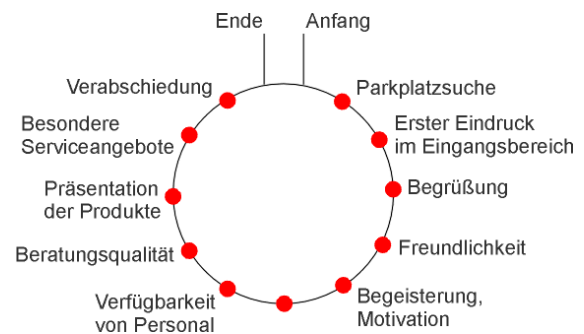 Ende
Anfang
Parkplatzsuche
Erster Eindruck
im Eingangsbereich
Begrüßung
Freundlichkeit
Begeisterung,
Motivation
Verfügbarkeit
von Personal
Beratungsqualität
Präsentation
der Produkte
Besondere
Serviceangebote
Verabschiedung